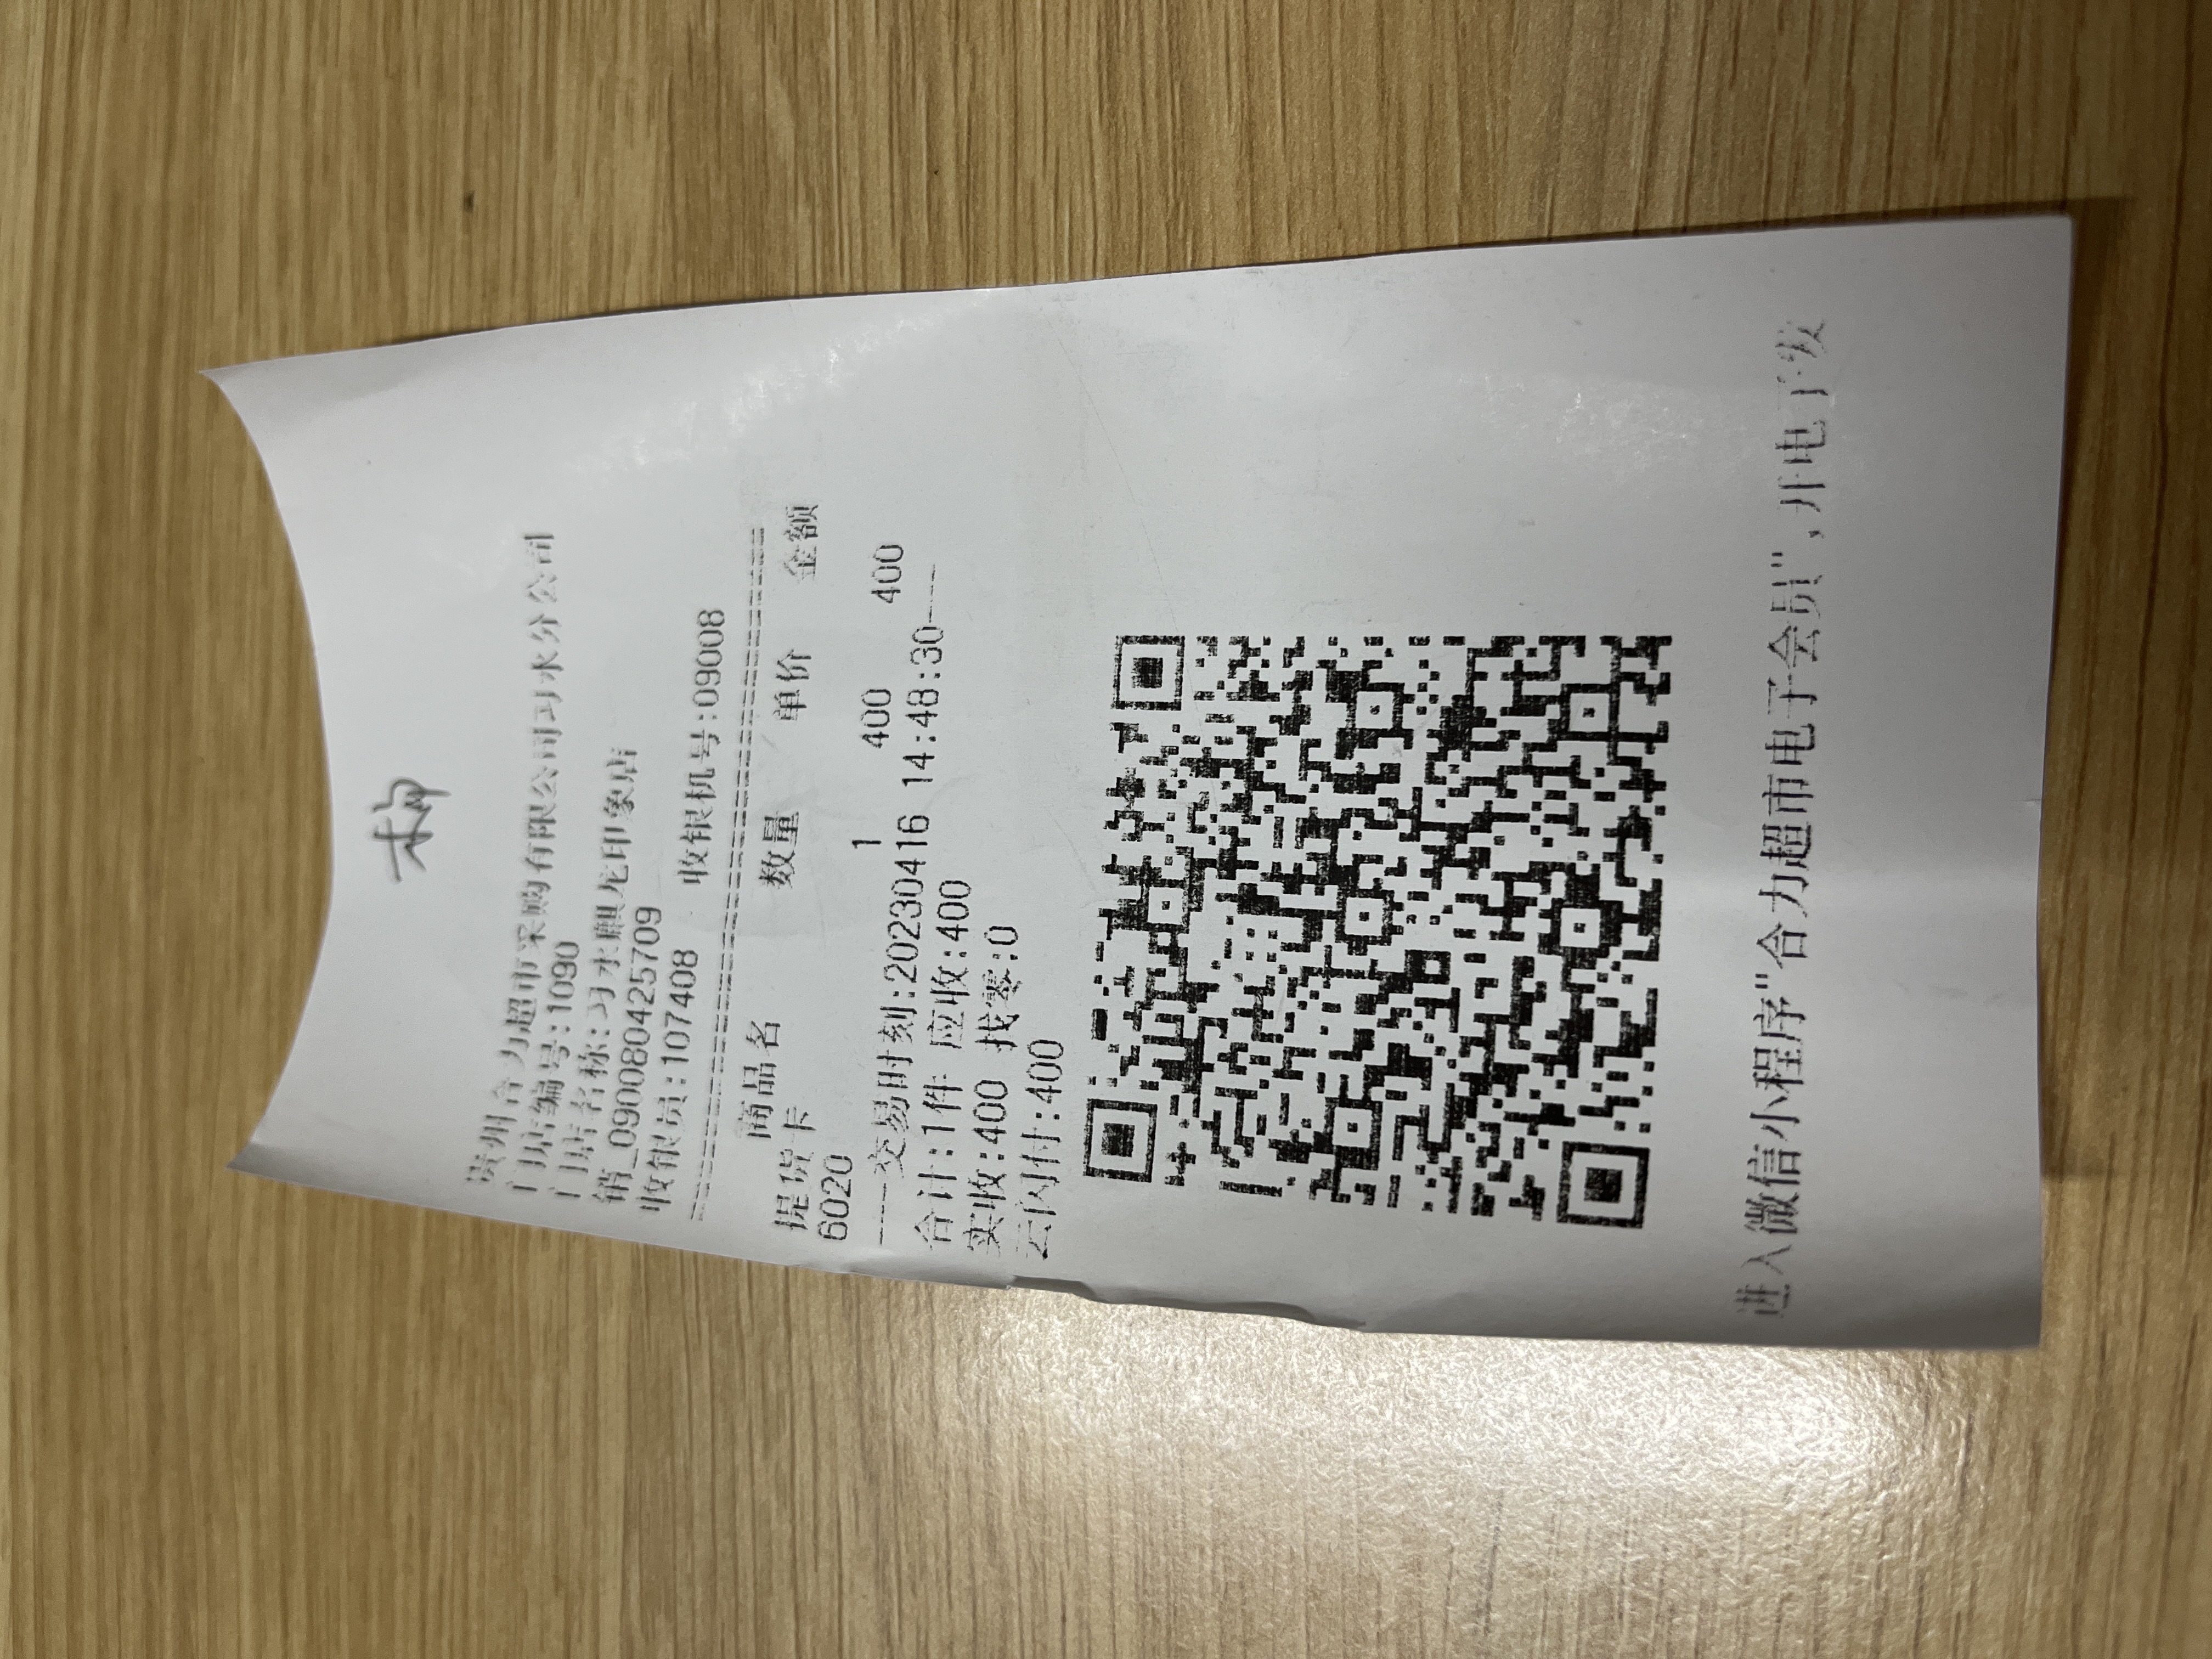 贵州合力超市采购有限公司习水分公司
门店编号:1090
门店名称:习水麒龙印象店
销_0900880425709
收银员:107408 收银机号:09008
==============================
商品名 数量 单价 金额
提货卡
60200 1 400 400
----交易时刻:20230416 14:48:30----
合计:1件 应收:400
实收:400 找零:0
云闪付:400
进入微信小程序"合力超市电子会员",开电子发